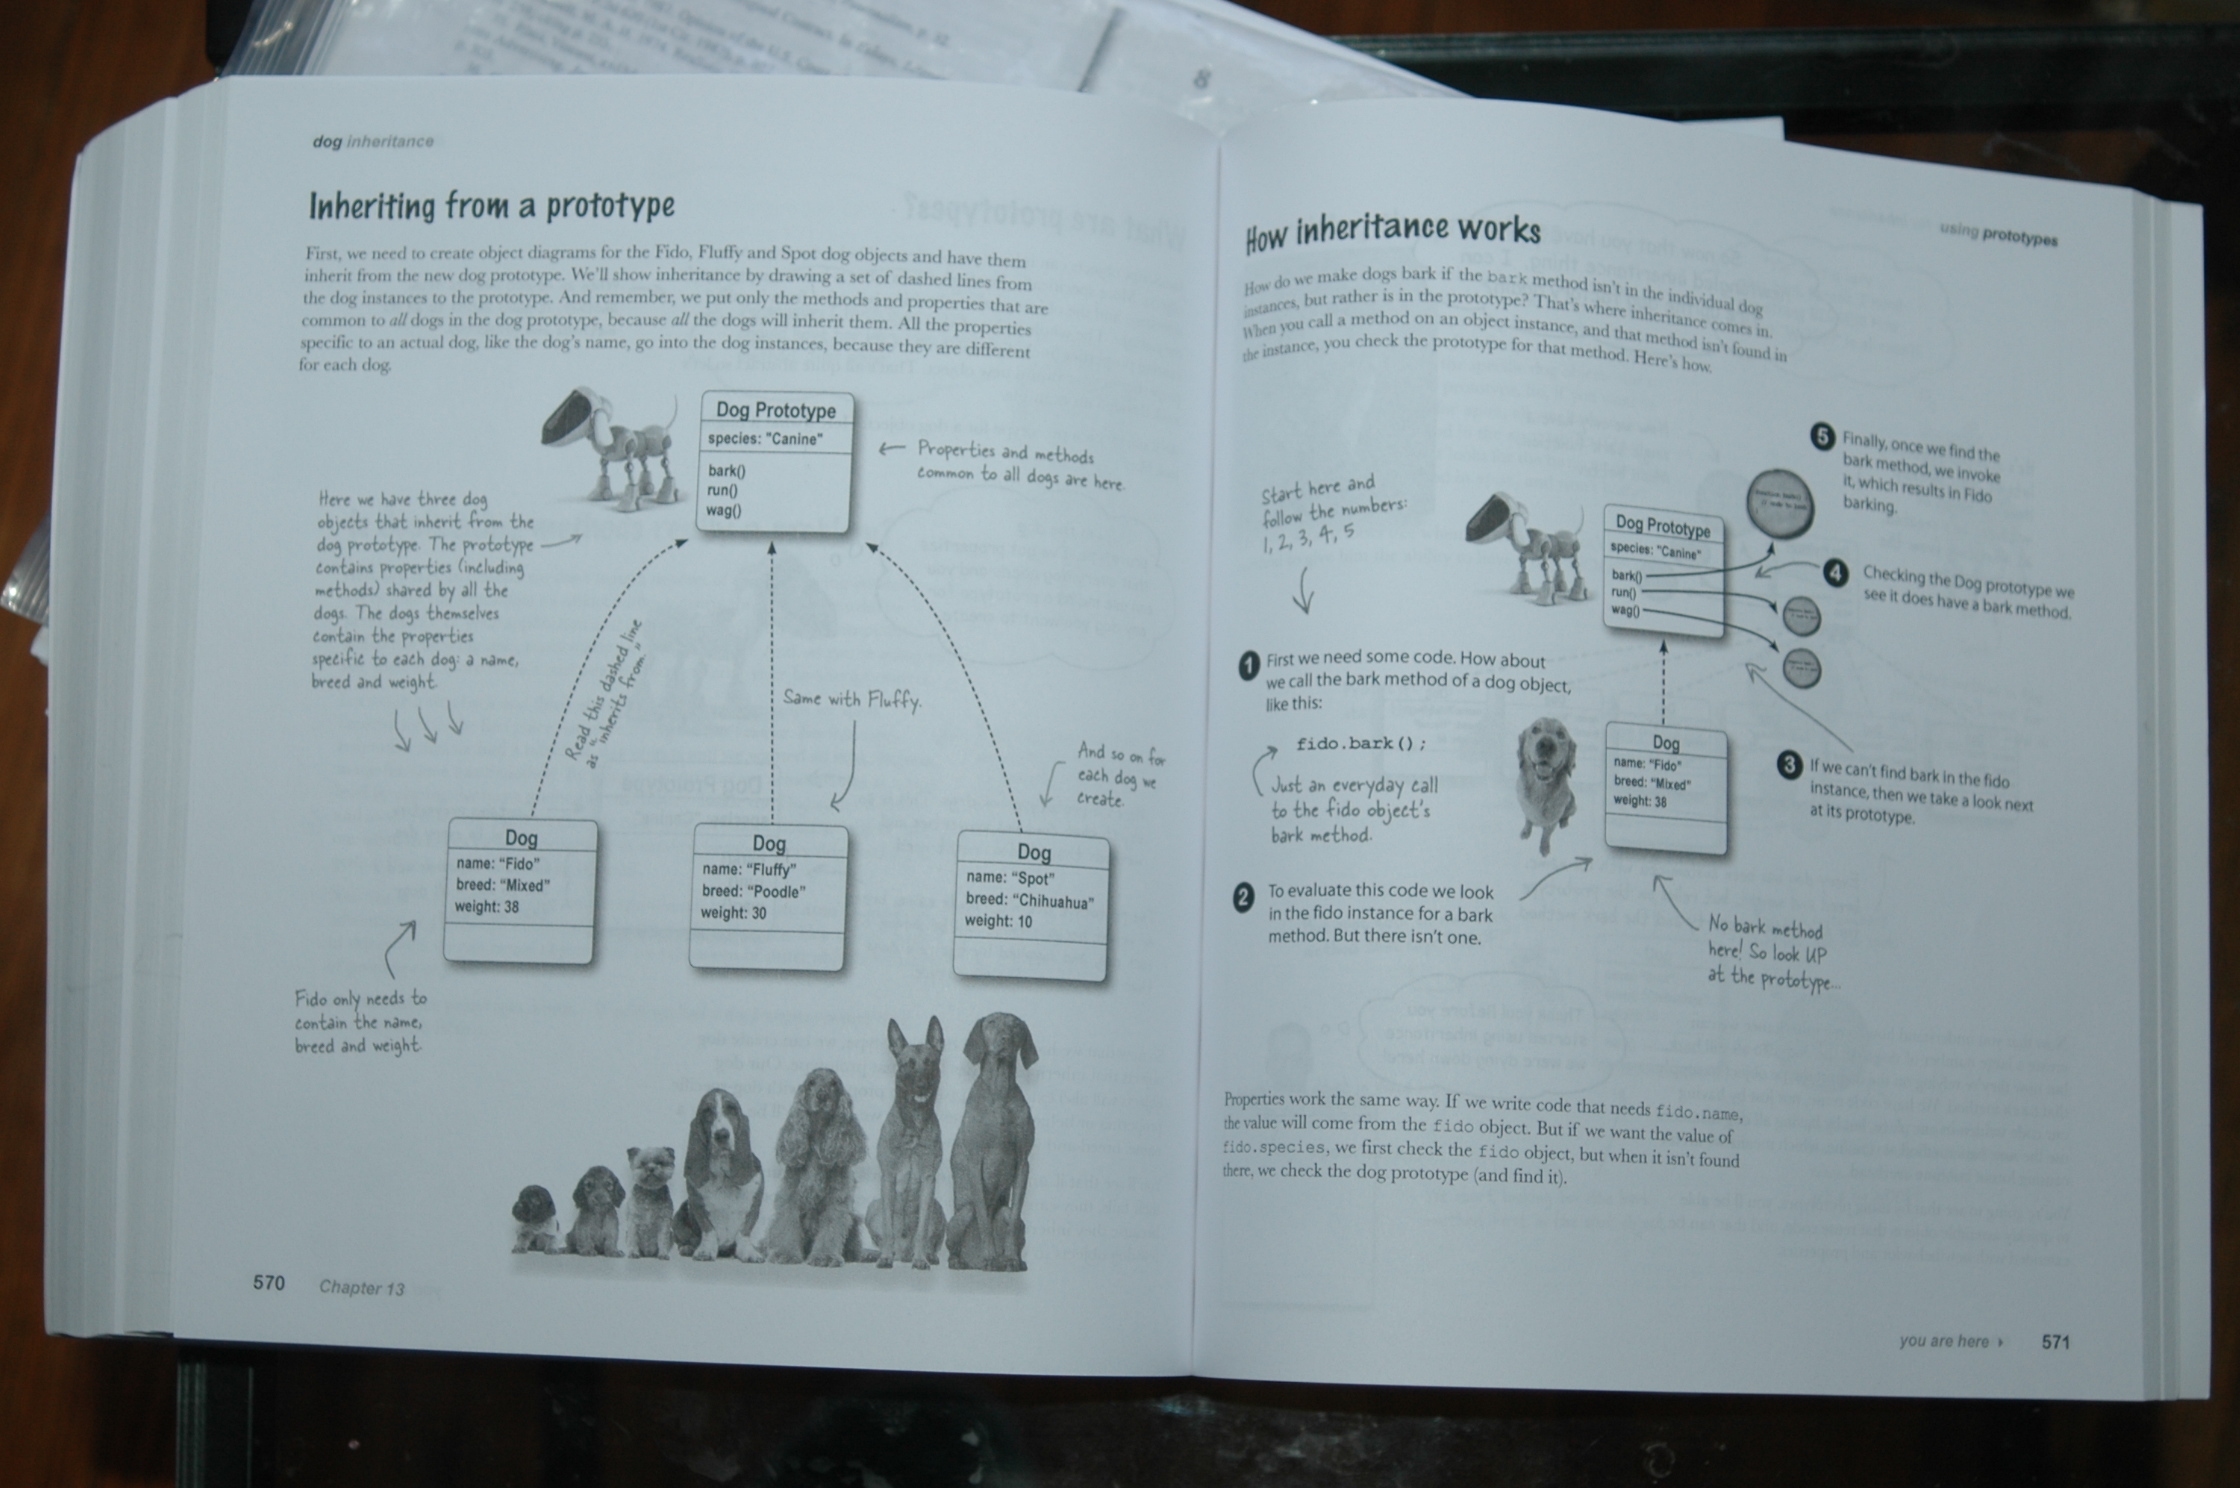 8
dog inheritance
Inheriting from a prototype
First, we need to create object diagrams for the Fido, Fluffy and Spot dog objects and have them
inherit from the new dog prototype. We'll show inheritance by drawing a set of dashed lines from
the dog instances to the prototype. And remember, we put only the methods and properties that are
common to all dogs in the dog prototype, because all the dogs will inherit them. All the properties
specific to an actual dog, like the dog's name, go into the dog instances, because they are different
for each dog.
Dog Prototype
species: "Canine"
bark()
run()
wag()
Properties and methods
common to all dogs are here.
Here we have three dog
objects that inherit from the
dog prototype. The prototype
contains properties (including
methods) shared by all the
dogs. The dogs themselves
contain the properties
specific to each dog: a name,
breed and weight.
Read this dashed line
as "inherits from."
Same with Fluffy.
And so on for
each dog we
create.
Dog
name: "Fido"
breed: "Mixed"
weight: 38
Dog
name: "Fluffy"
breed: "Poodle"
weight: 30
Dog
name: "Spot"
breed: "Chihuahua"
weight: 10
Fido only needs to
contain the name,
breed and weight.
570 Chapter 13
using prototypes
How inheritance works
How do we make dogs bark if the bark method isn't in the individual dog
instances, but rather is in the prototype? That's where inheritance comes in.
When you call a method on an object instance, and that method isn't found in
the instance, you check the prototype for that method. Here's how.
Start here and
follow the numbers:
1, 2, 3, 4, 5
1 First we need some code. How about
we call the bark method of a dog object,
like this:
fido.bark();
Just an everyday call
to the fido object's
bark method.
2 To evaluate this code we look
in the fido instance for a bark
method. But there isn't one.
Dog Prototype
species: "Canine"
bark()
run()
wag()
Dog
name: "Fido"
breed: "Mixed"
weight: 38
No bark method
here! So look UP
at the prototype...
3 If we can't find bark in the fido
instance, then we take a look next
at its prototype.
4 Checking the Dog prototype we
see it does have a bark method.
5 Finally, once we find the
bark method, we invoke
it, which results in Fido
barking.
Properties work the same way. If we write code that needs fido.name,
the value will come from the fido object. But if we want the value of
fido.species, we first check the fido object, but when it isn't found
there, we check the dog prototype (and find it).
you are here 571